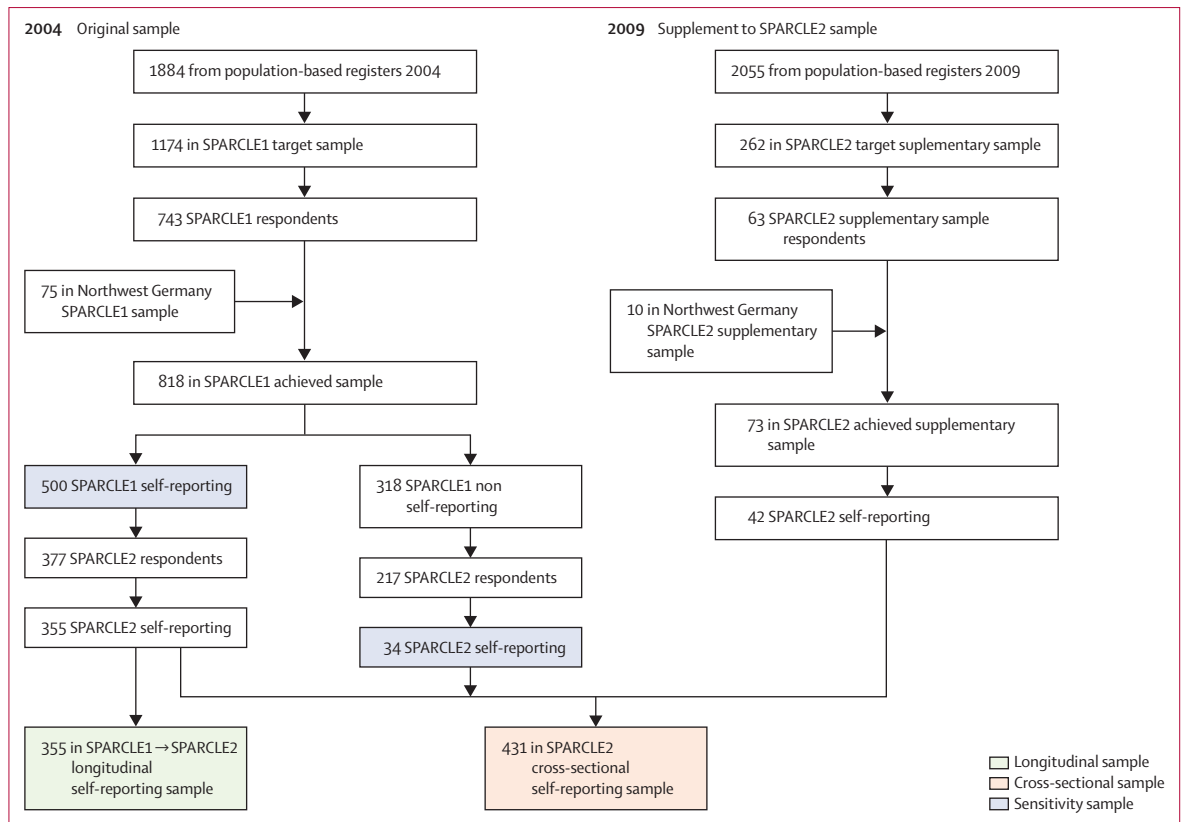 2004 Original sample
1884 from population-based registers 2004
1174 in SPARCLE1 target sample
743 SPARCLE1 respondents
75 in Northwest Germany
SPARCLE1 sample
818 in SPARCLE1 achieved sample
500 SPARCLE1 self-reporting
377 SPARCLE2 respondents
355 SPARCLE2 self-reporting
318 SPARCLE1 non
self-reporting
217 SPARCLE2 respondents
34 SPARCLE2 self-reporting
2009 Supplement to SPARCLE2 sample
2055 from population-based registers 2009
262 in SPARCLE2 target suplementary sample
63 SPARCLE2 supplementary sample
respondents
10 in Northwest Germany
SPARCLE2 supplementary
sample
73 in SPARCLE2 achieved supplementary
sample
42 SPARCLE2 self-reporting
355 in SPARCLE1→SPARCLE2
longitudinal
self-reporting sample
431 in SPARCLE2
cross-sectional
self-reporting sample
Longitudinal sample
Cross-sectional sample
Sensitivity sample